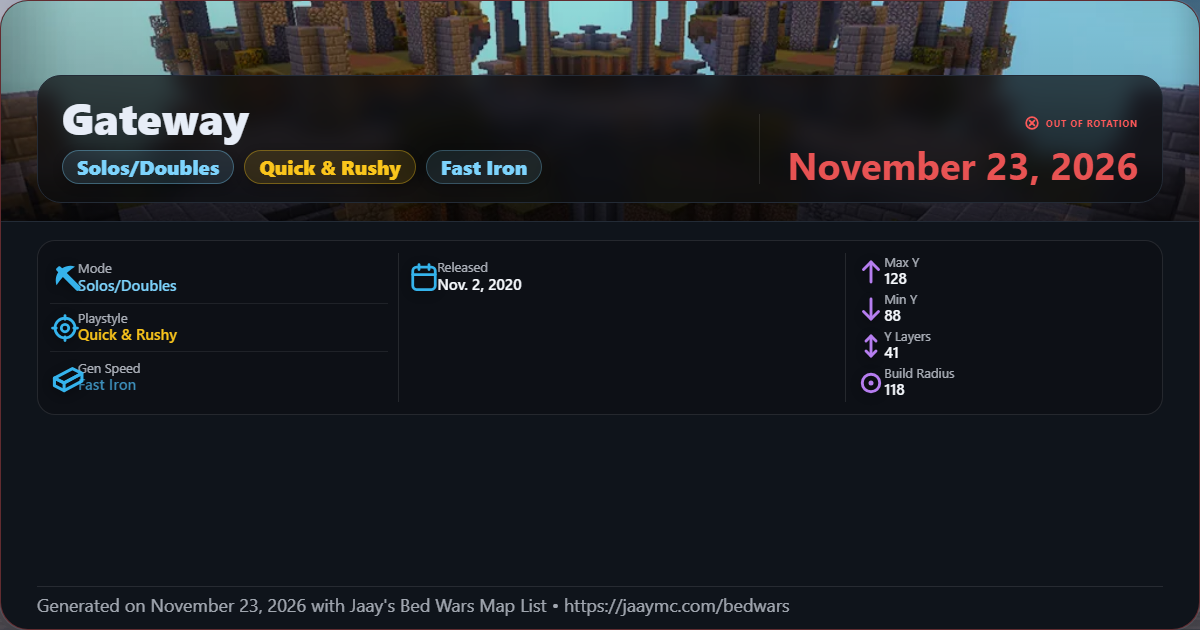 Gateway
Solos/Doubles
Quick & Rushy
Fast Iron
OUT OF ROTATION
November 23, 2026
Mode
Solos/Doubles
Playstyle
Quick & Rushy
Gen Speed
Fast Iron
Released
Nov. 2, 2020
Max Y
128
Min Y
88
Y Layers
41
Build Radius
118
Generated on November 23, 2026 with Jaay's Bed Wars Map List • https://jaaymc.com/bedwars